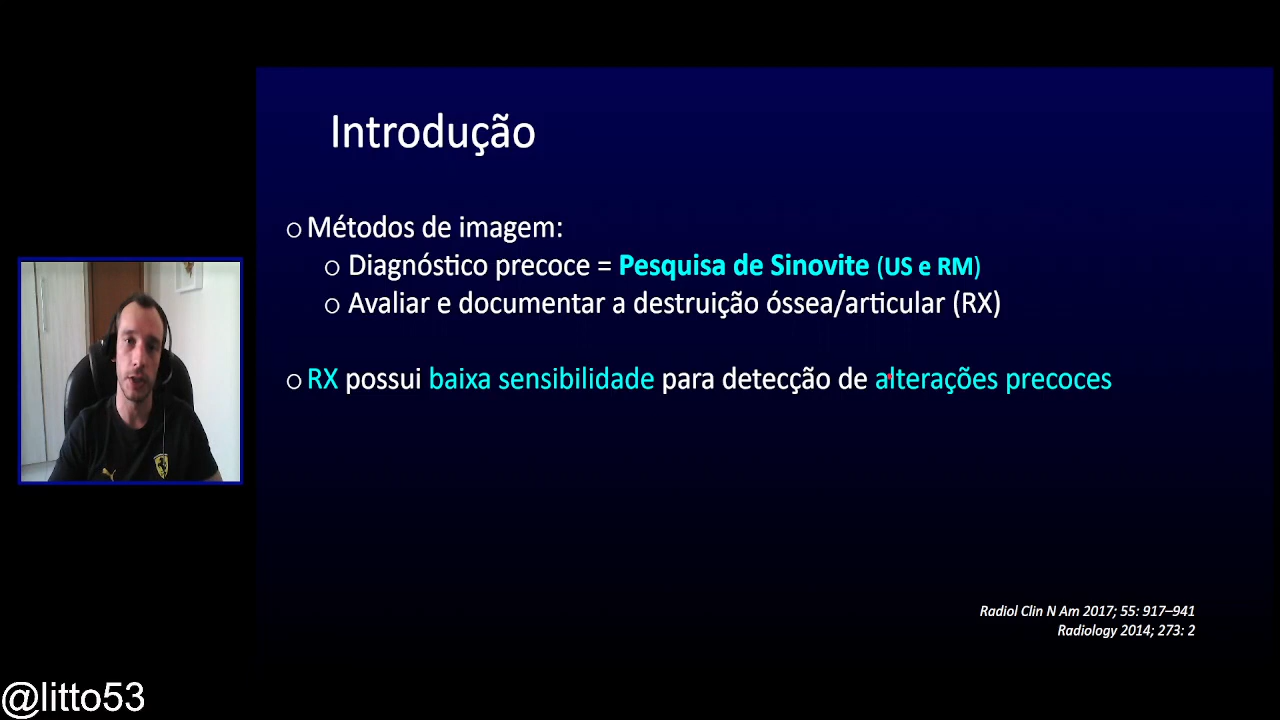 Introdução
o Métodos de imagem:
o Diagnóstico precoce = Pesquisa de Sinovite (US e RM)
o Avaliar e documentar a destruição óssea/articular (RX)
o RX possui baixa sensibilidade para detecção de alterações precoces
Radiol Clin N Am 2017; 55: 917–941
Radiology 2014; 273: 2
@litto53